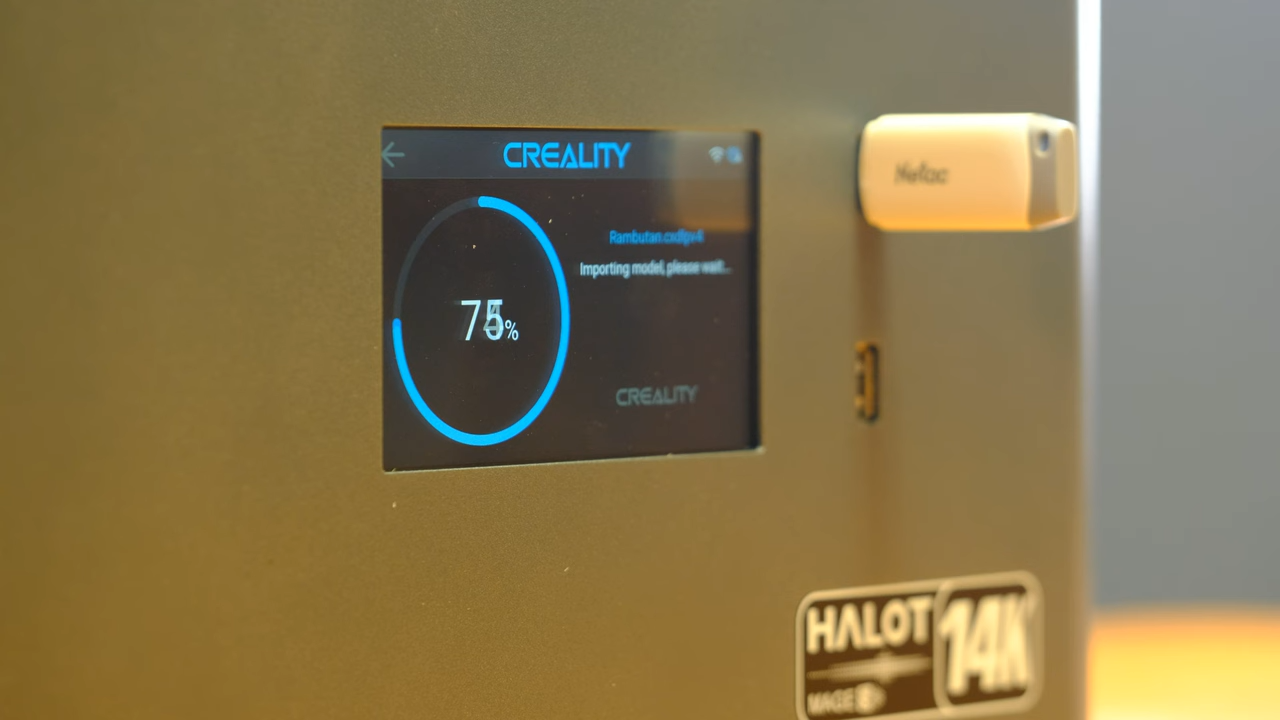 CREALITY
Rambutan.cxdlpv4
Importing model, please wait...
75%
CREALITY
Netac
HALOT
14K
MAGE S